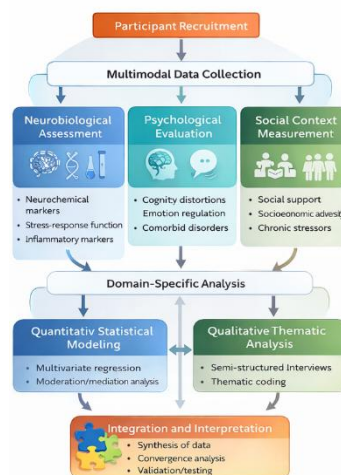 Participant Recruitment
Multimodal Data Collection
Neurobiological
Assessment
• Neurochemical
markers
• Stress-response function
• Inflammatory markers
Psychological
Evaluation
• Cognity distortions
Emotion regulation
• Comorbid disorders
Social Context
Measurement
• Social support
• Socioeconomic advesit
• Chronic stressors
Domain-Specific Analysis
Quantitativ Statistical
Modeling
• Multivariate regression
• Moderation/mediation analysis
Qualitative Thematic
Analysis
• Semi-structured Interviews
• Thematic coding
Integration and Interpretation
• Synthesis of data
• Convergence analysis
• Validation/testing